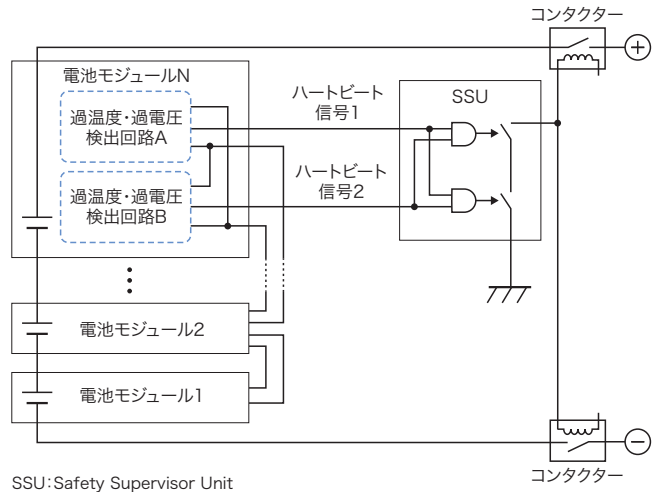 コンタクター
電池モジュールN
過温度・過電圧
検出回路A
ハートビート
信号1
SSU
過温度・過電圧
検出回路B
ハートビート
信号2
電池モジュール2
電池モジュール1
コンタクター
SSU:Safety Supervisor Unit